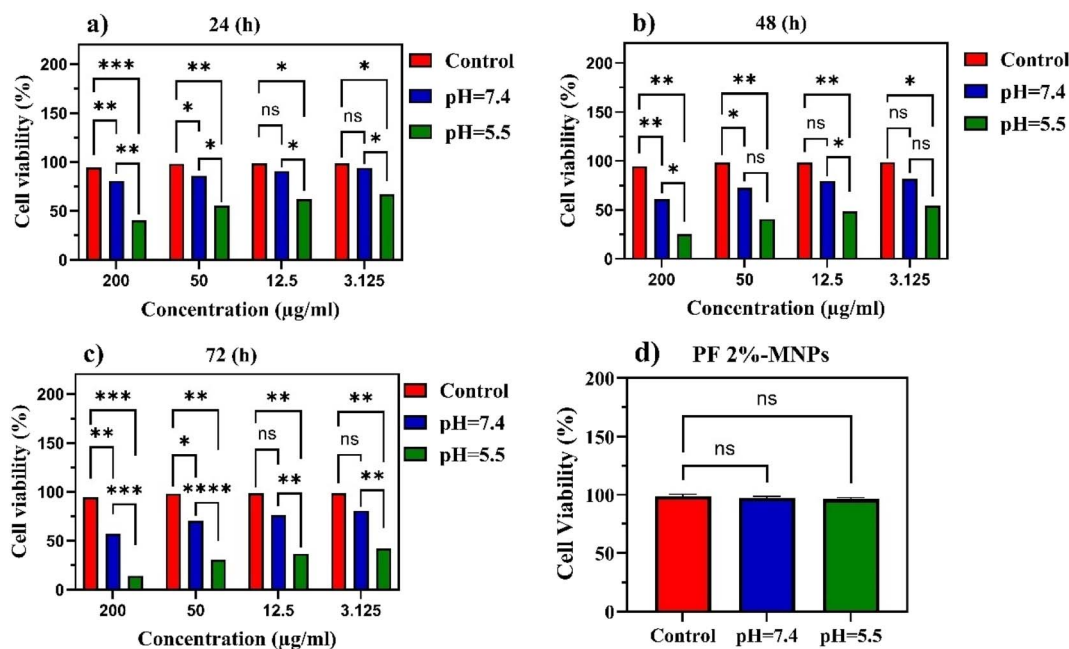 a) 24 (h)
200
150
100
50
0
Cell viability (%)
*** ** * *
** * ns ns
** * * *
200 50 12.5 3.125
Concentration (µg/ml)
Control
pH=7.4
pH=5.5
b) 48 (h)
200
150
100
50
0
Cell viability (%)
** ** ** *
** * ns ns
* ns * ns
200 50 12.5 3.125
Concentration (µg/ml)
Control
pH=7.4
pH=5.5
c) 72 (h)
200
150
100
50
0
Cell viability (%)
*** ** ** **
** * ns ns
*** **** ** **
200 50 12.5 3.125
Concentration (µg/ml)
Control
pH=7.4
pH=5.5
d) PF 2%-MNPs
200
150
100
50
0
Cell Viability (%)
ns
ns
Control pH=7.4 pH=5.5